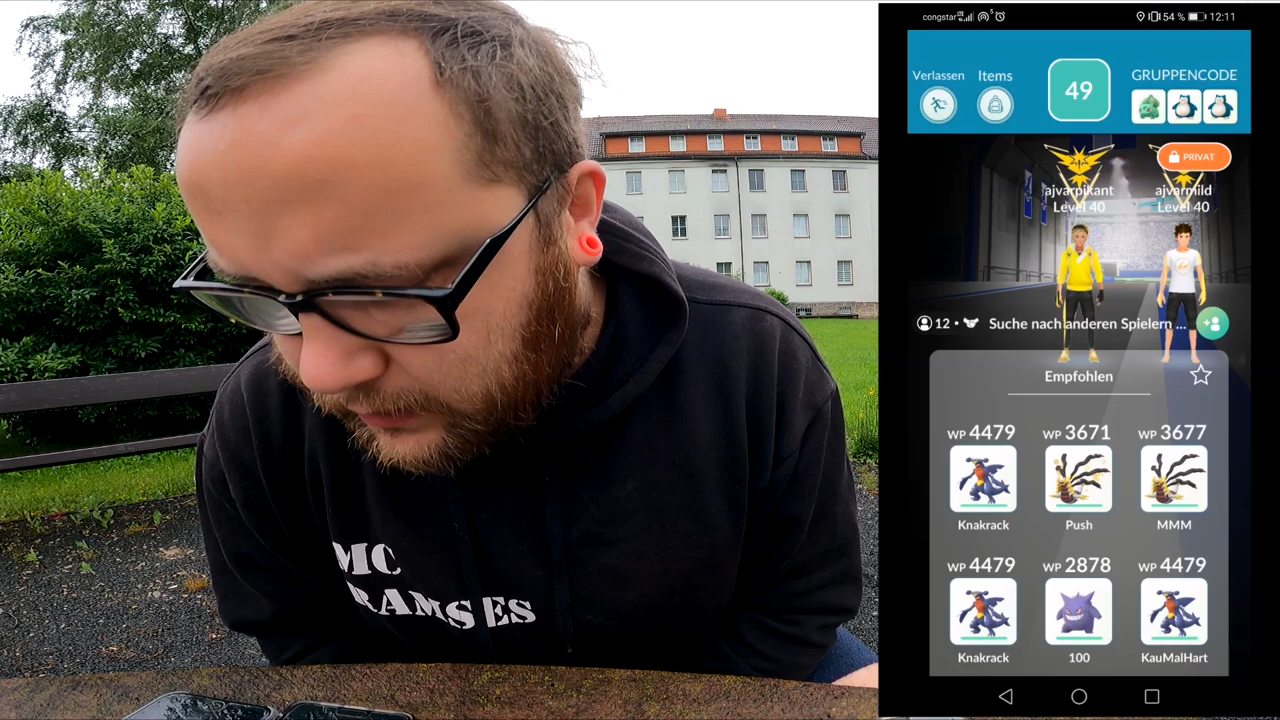 MC
RAMSES
congstar
54 %
12:11
Verlassen
Items
49
GRUPPENCODE
PRIVAT
ajvarpikant
Level 40
ajvarmild
Level 40
12 • Suche nach anderen Spielern ...
Empfohlen
WP 4479
WP 3671
WP 3677
Knakrack
Push
MMM
WP 4479
WP 2878
WP 4479
Knakrack
100
KauMalHart